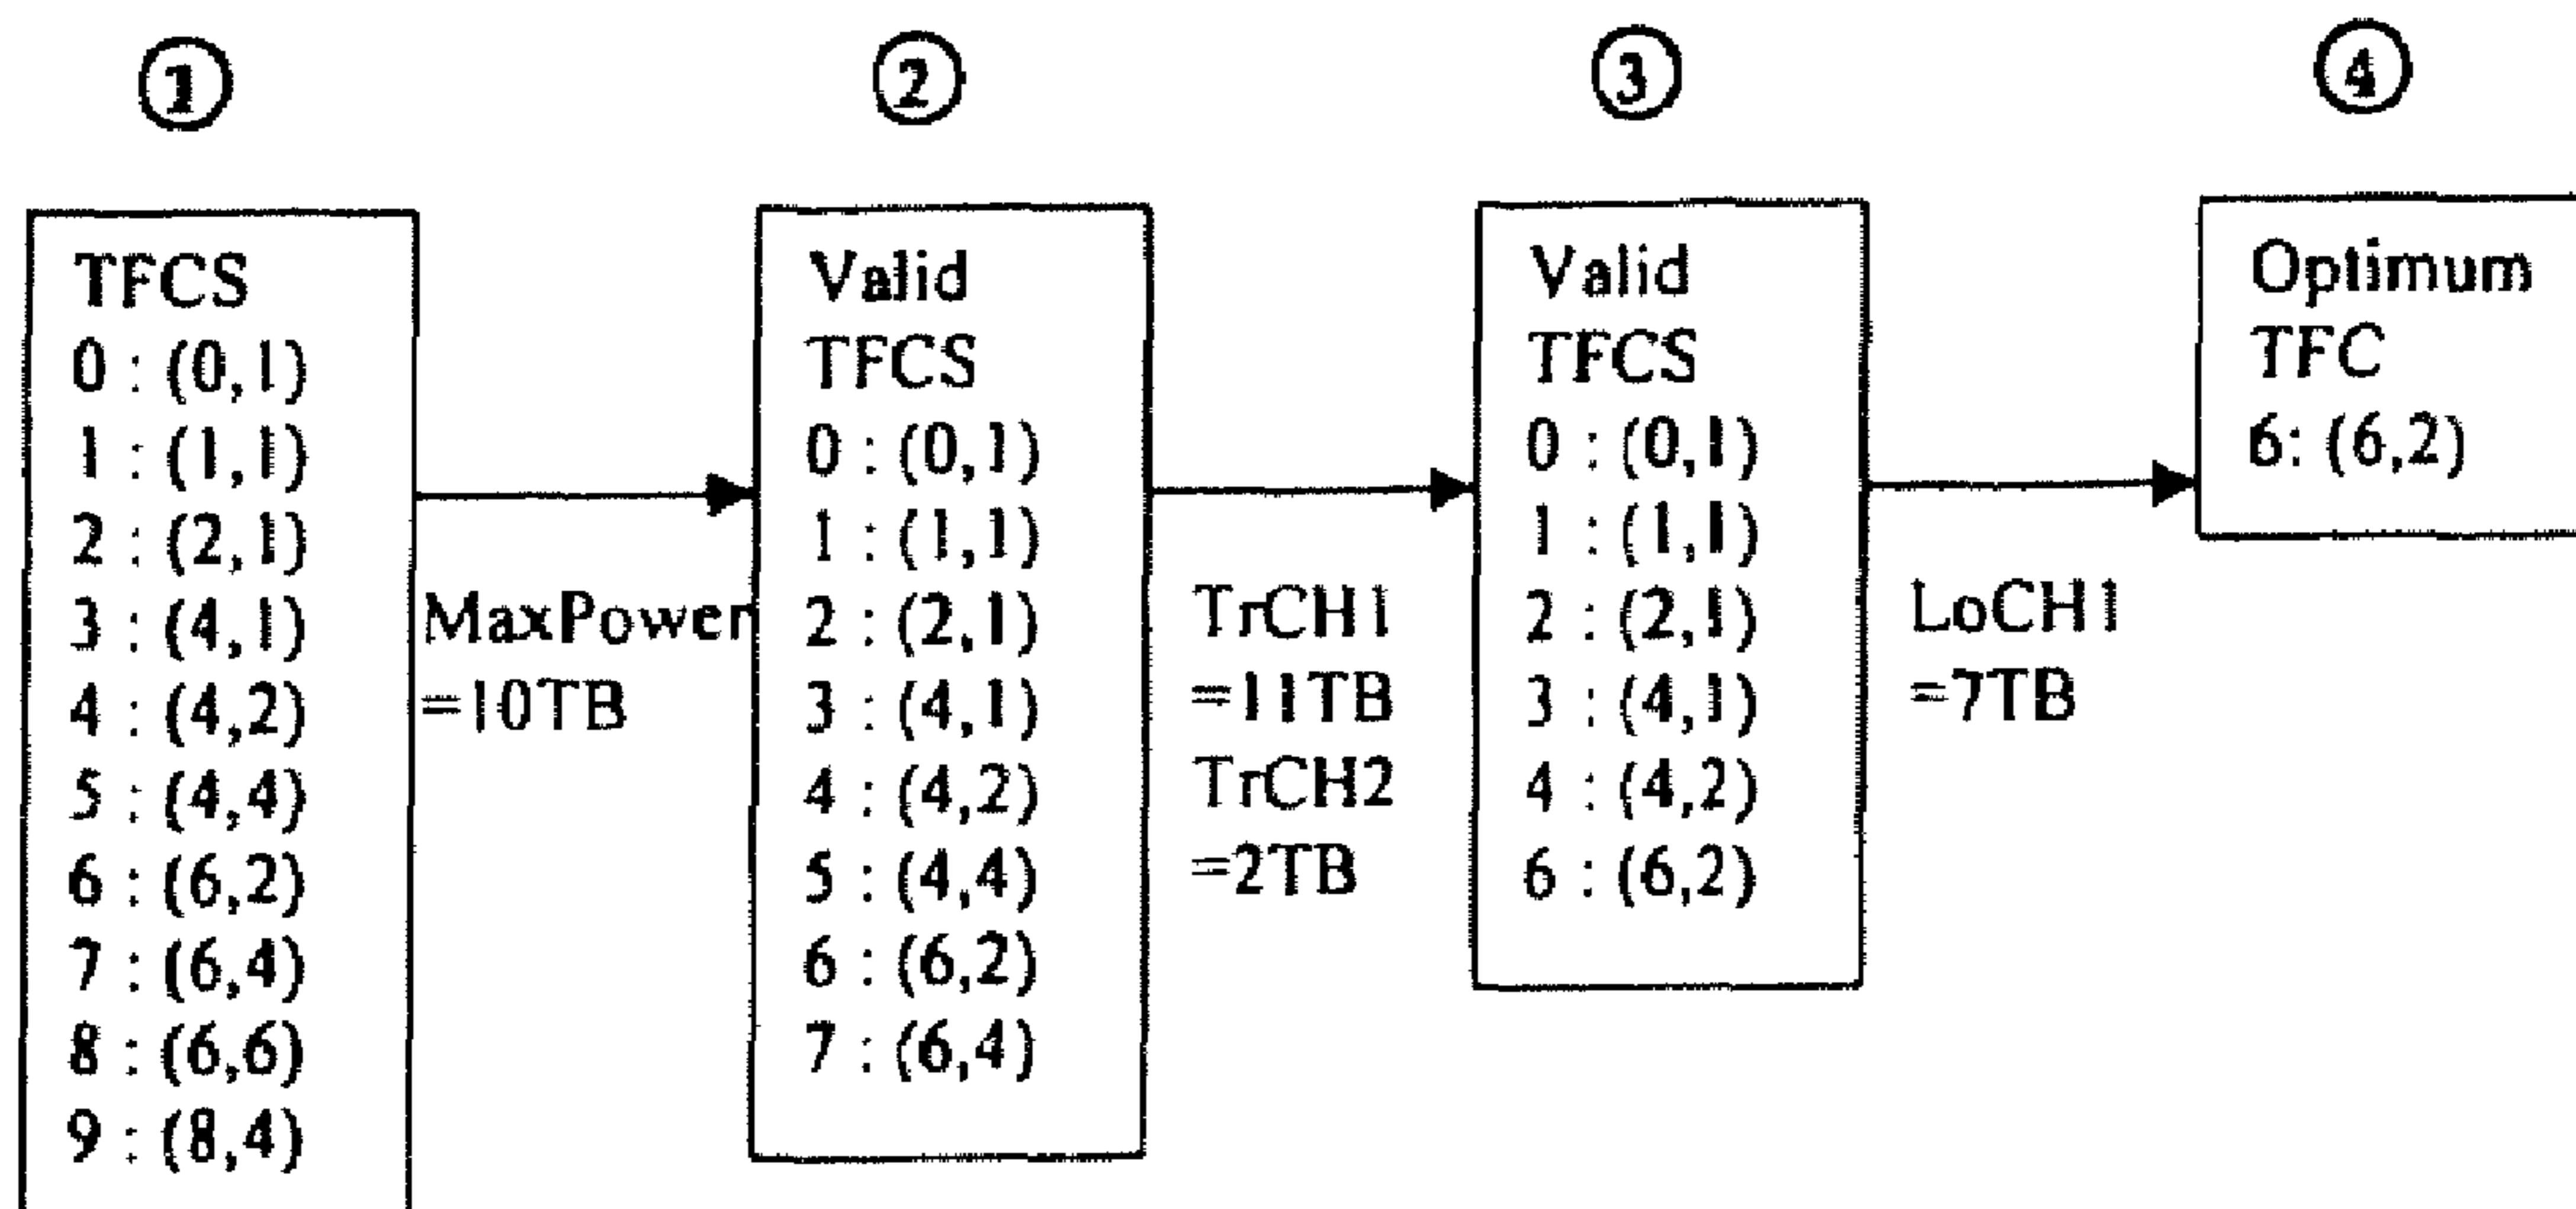 ①
②
③
④
TFCS
0 : (0,1)
1 : (1,1)
2 : (2,1)
3 : (4,1)
4 : (4,2)
5 : (4,4)
6 : (6,2)
7 : (6,4)
8 : (6,6)
9 : (8,4)
MaxPower
=10TB
Valid
TFCS
0 : (0,1)
1 : (1,1)
2 : (2,1)
3 : (4,1)
4 : (4,2)
5 : (4,4)
6 : (6,2)
7 : (6,4)
TrCH1
=11TB
TrCH2
=2TB
Valid
TFCS
0 : (0,1)
1 : (1,1)
2 : (2,1)
3 : (4,1)
4 : (4,2)
6 : (6,2)
LoCH1
=7TB
Optimum
TFC
6: (6,2)